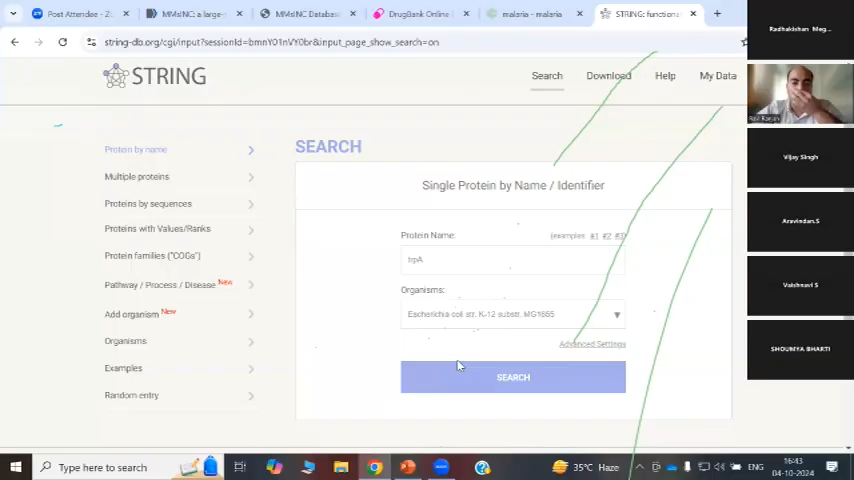 Post Attendee - Z
MMsINC: a large-s
MMsINC Databas
DrugBank Online
malaria - malaria
STRING: function
string-db.org/cgi/input?sessionId=bmnY01nVY0br&input_page_show_search=on
STRING
Search
Download
Help
My Data
Protein by name
Multiple proteins
Proteins by sequences
Proteins with Values/Ranks
Protein families ("COGs")
Pathway / Process / Disease New
Add organism New
Organisms
Examples
Random entry
SEARCH
Single Protein by Name / Identifier
Protein Name:
(examples: #1 #2 #3)
trpA
Organisms:
Escherichia coli str. K-12 substr. MG1655
Advanced Settings
SEARCH
Radhakishan Meg...
Vijay Singh
Aravindan.S
Vaishnavi S
SHOUMYA BHARTI
Type here to search
35°C Haze
ENG
16:43
04-10-2024